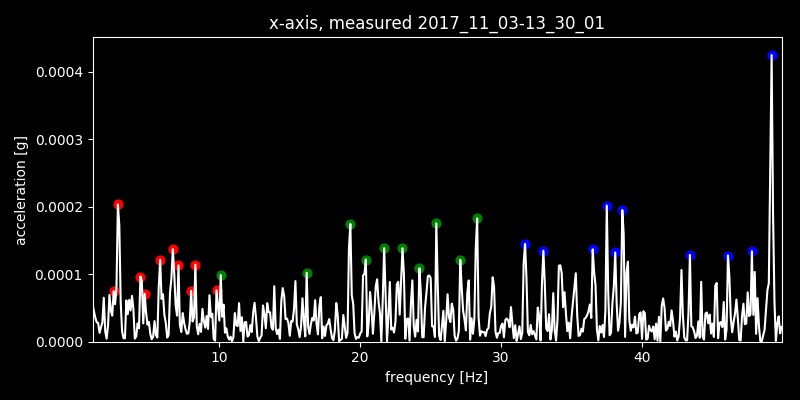 x-axis, measured 2017_11_03-13_30_01
0.0004
0.0003
0.0002
0.0001
0.0000
acceleration [g]
10 20 30 40
frequency [Hz]